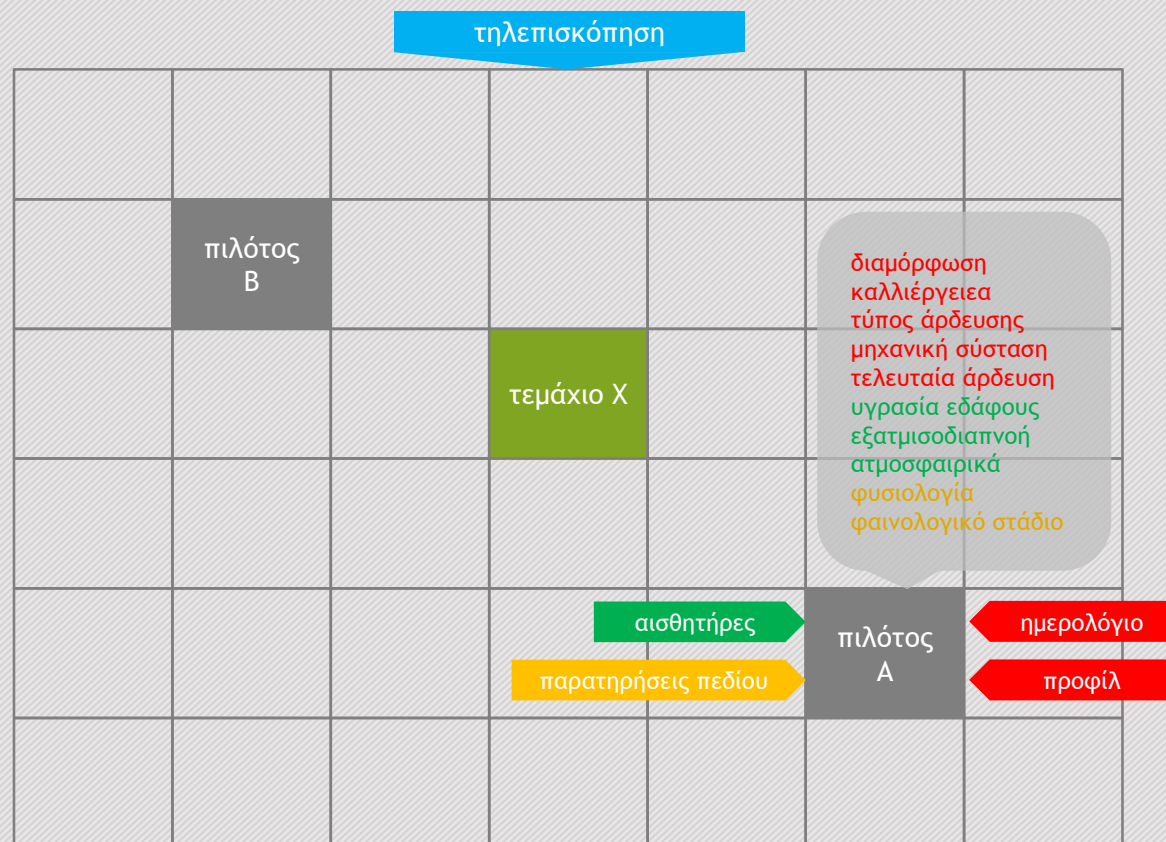 τηλεπισκόπηση
πιλότος
Β
τεμάχιο Χ
διαμόρφωση
καλλιέργειεα
τύπος άρδευσης
μηχανική σύσταση
τελευταία άρδευση
υγρασία εδάφους
εξατμισοδιαπνοή
ατμοσφαιρικά
φυσιολογία
φαινολογικό στάδιο
αισθητήρες
παρατηρήσεις πεδίου
πιλότος
Α
ημερολόγιο
προφίλ